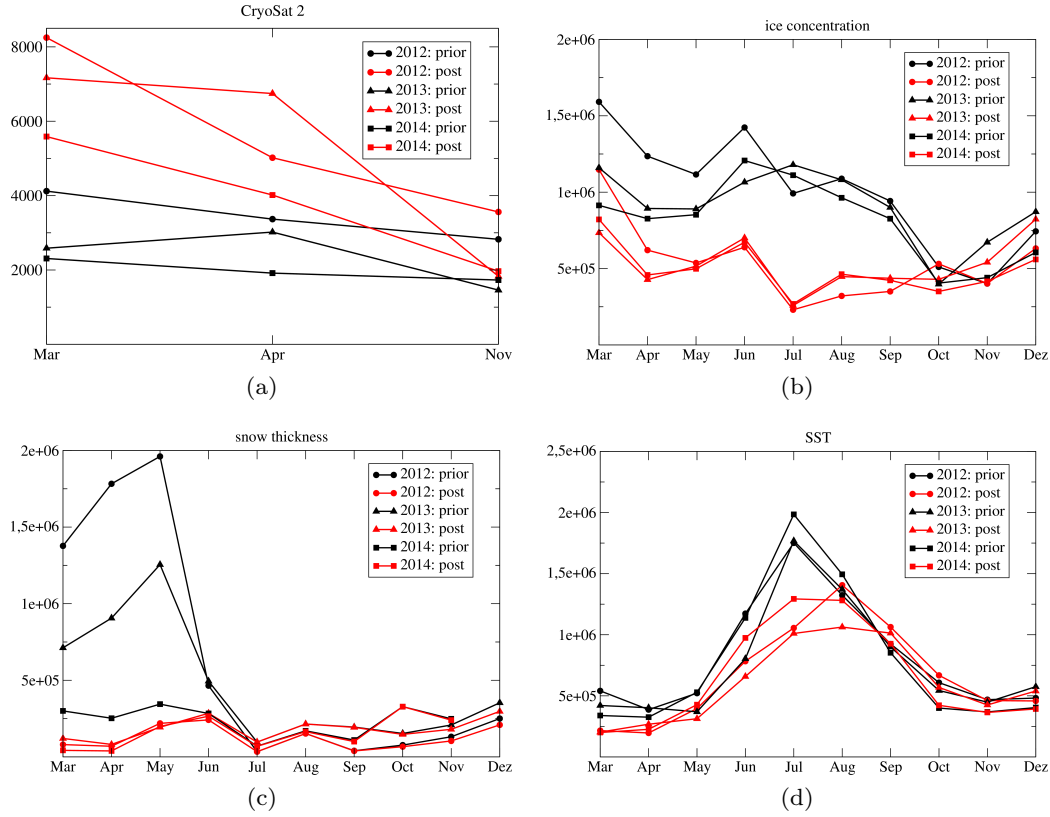 CryoSat 2
8000
6000
4000
2000
2012: prior
2012: post
2013: prior
2013: post
2014: prior
2014: post
Mar Apr Nov
(a)
ice concentration
2e+06
1,5e+06
1e+06
5e+05
2012: prior
2012: post
2013: prior
2013: post
2014: prior
2014: post
Mar Apr May Jun Jul Aug Sep Oct Nov Dez
(b)
snow thickness
2e+06
1,5e+06
1e+06
5e+05
2012: prior
2012: post
2013: prior
2013: post
2014: prior
2014: post
Mar Apr May Jun Jul Aug Sep Oct Nov Dez
(c)
SST
2,5e+06
2e+06
1,5e+06
1e+06
5e+05
2012: prior
2012: post
2013: prior
2013: post
2014: prior
2014: post
Mar Apr May Jun Jul Aug Sep Oct Nov Dez
(d)